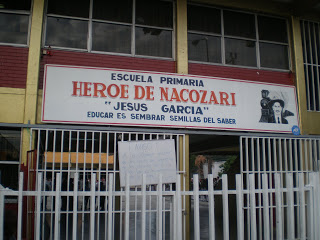 ESCUELA PRIMARIA
HEROE DE NACOZARI
"JESUS GARCIA"
EDUCAR ES SEMBRAR SEMILLAS DEL SABER